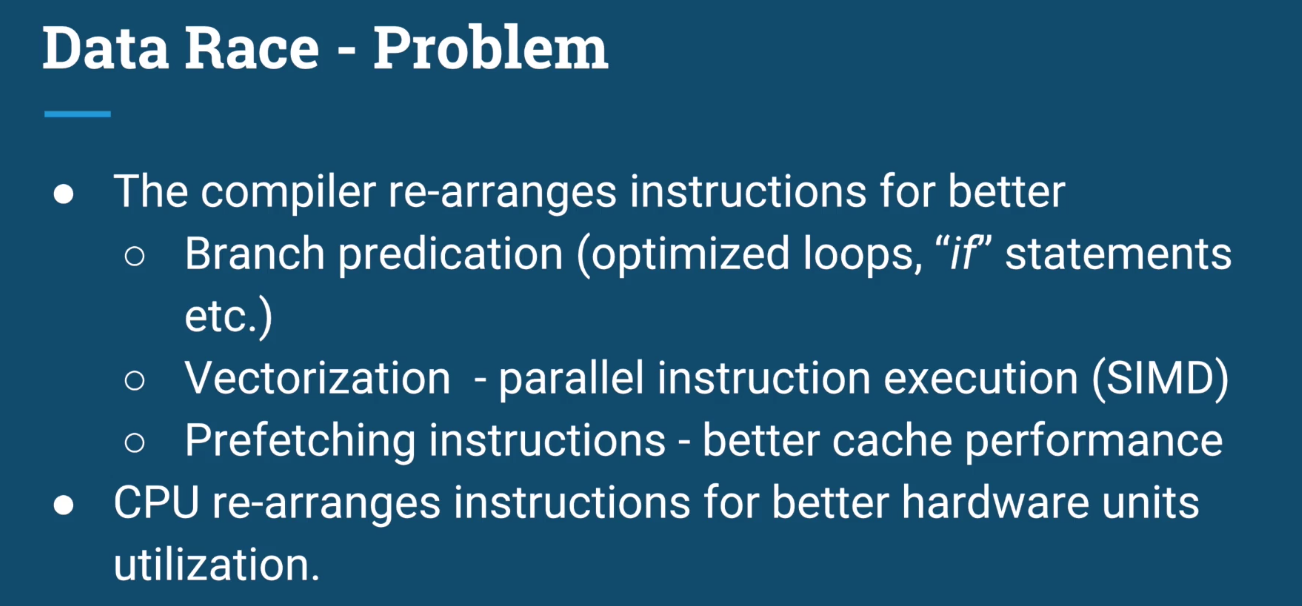 Data Race - Problem
● The compiler re-arranges instructions for better
○ Branch predication (optimized loops, “if” statements
etc.)
○ Vectorization - parallel instruction execution (SIMD)
○ Prefetching instructions - better cache performance
● CPU re-arranges instructions for better hardware units
utilization.